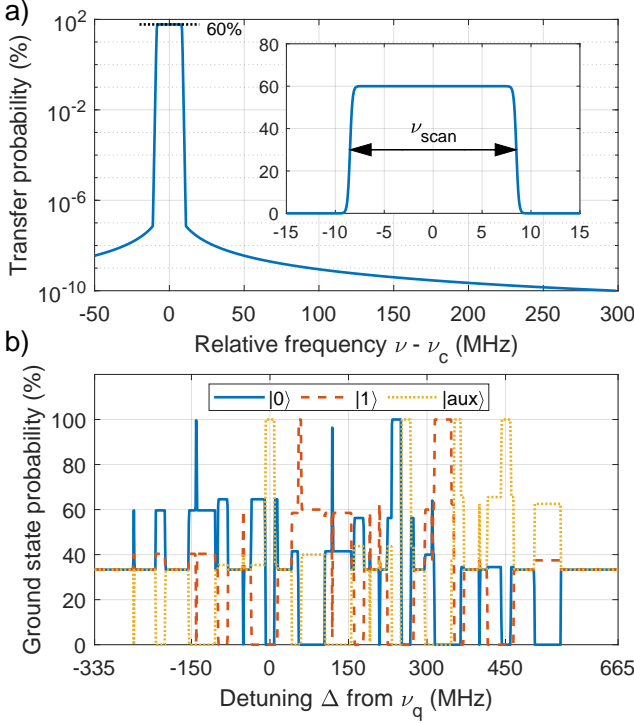 a)
Transfer probability (%)
10^2
10^-2
10^-6
10^-10
60%
80
60
40
20
0
ν_scan
-15 -10 -5 0 5 10 15
-50 0 50 100 150 200 250 300
Relative frequency ν - ν_c (MHz)
b)
Ground state probability (%)
|0⟩ |1⟩ |aux⟩
100
80
60
40
20
0
-335 -150 0 150 300 450 665
Detuning Δ from ν_q (MHz)